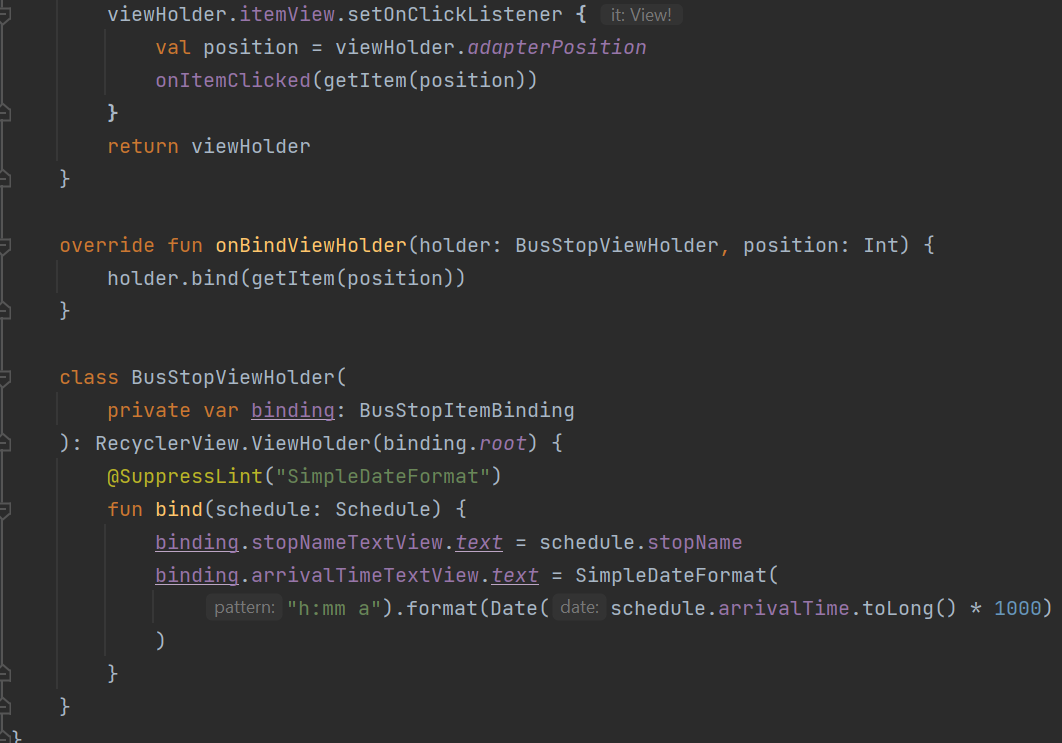 viewHolder.itemView.setOnClickListener { it: View!
val position = viewHolder.adapterPosition
onItemClicked(getItem(position))
}
return viewHolder
}
override fun onBindViewHolder(holder: BusStopViewHolder, position: Int) {
holder.bind(getItem(position))
}
class BusStopViewHolder(
private var binding: BusStopItemBinding
): RecyclerView.ViewHolder(binding.root) {
@SuppressLint("SimpleDateFormat")
fun bind(schedule: Schedule) {
binding.stopNameTextView.text = schedule.stopName
binding.arrivalTimeTextView.text = SimpleDateFormat(
pattern: "h:mm a").format(Date( date: schedule.arrivalTime.toLong() * 1000)
)
}
}
}